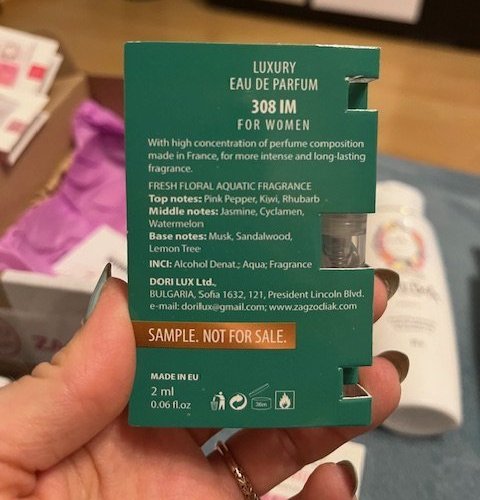 LUXURY
EAU DE PARFUM
308 IM
FOR WOMEN
With high concentration of perfume composition
made in France, for more intense and long-lasting
fragrance.
FRESH FLORAL AQUATIC FRAGRANCE
Top notes: Pink Pepper, Kiwi, Rhubarb
Middle notes: Jasmine, Cyclamen,
Watermelon
Base notes: Musk, Sandalwood,
Lemon Tree
INCI: Alcohol Denat.; Aqua; Fragrance
DORI LUX Ltd.,
BULGARIA, Sofia 1632, 121, President Lincoln Blvd.
e-mail: dorilux@gmail.com; www.zagzodiak.com
SAMPLE. NOT FOR SALE.
MADE IN EU
2 ml
0.06 fl.oz
36m